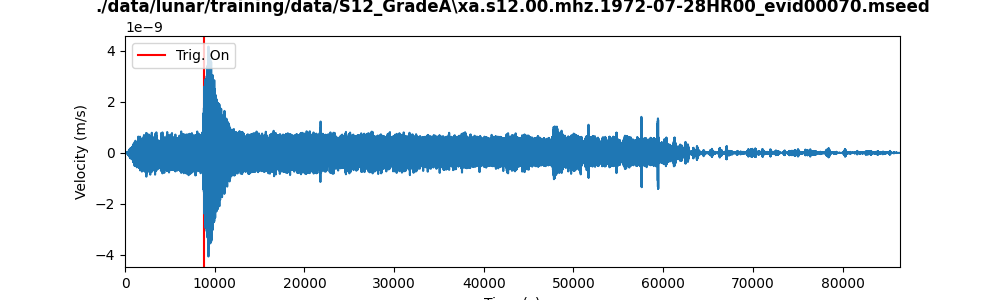 ./data/lunar/training/data/S12_GradeA\xa.s12.00.mhz.1972-07-28HR00_evid00070.mseed
1e−9
Trig. On
Velocity (m/s)
4
2
0
−2
−4
0 10000 20000 30000 40000 50000 60000 70000 80000